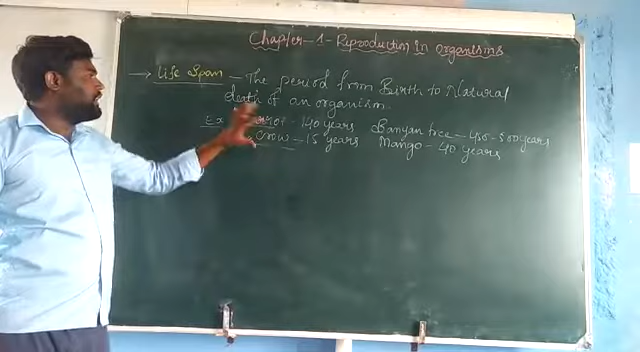 Chapter-1-Reproduction in organisms
→ Life Span - The period from Birth to Natural
death of an organism.
Ex - 140 years Banyan tree - 450-500 years
Crow - 15 years Mango - 40 years